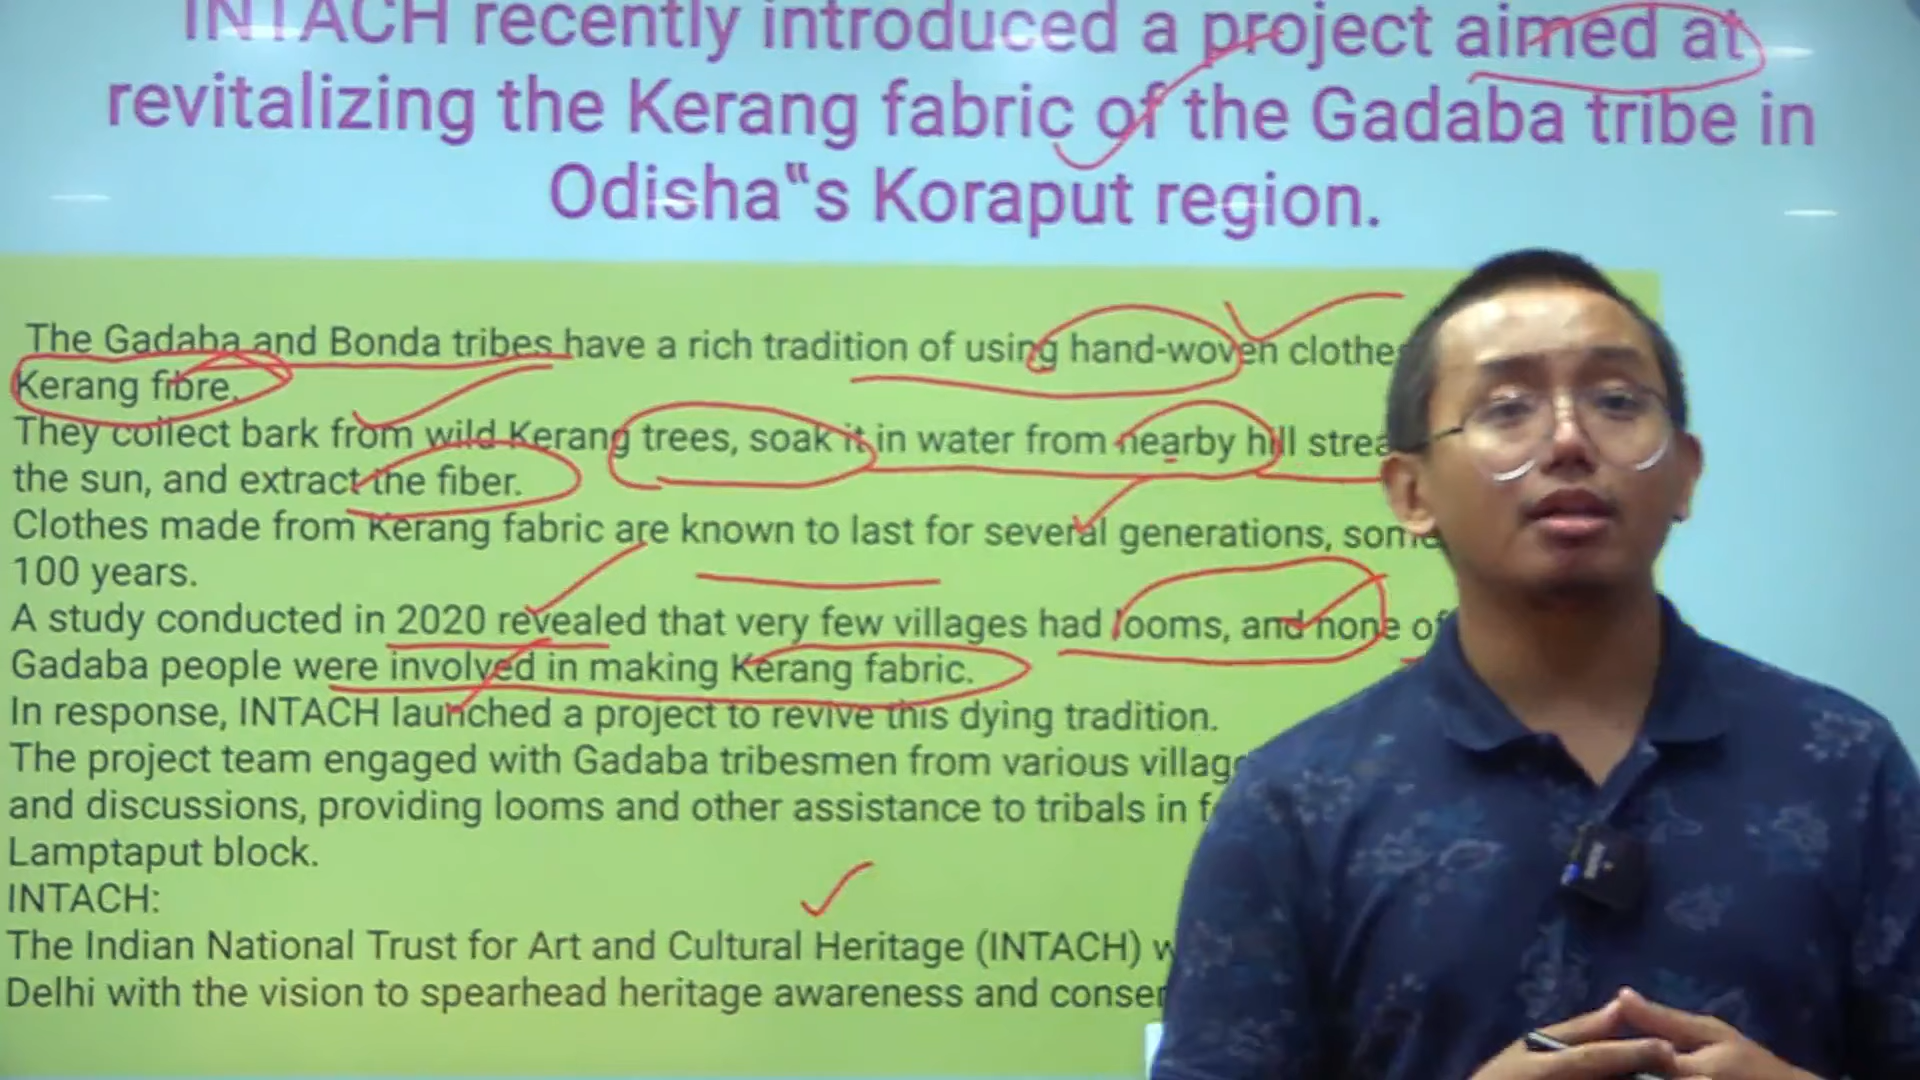 INTACH recently introduced a project aimed at
revitalizing the Kerang fabric of the Gadaba tribe in
Odisha‟s Koraput region.
The Gadaba and Bonda tribes have a rich tradition of using hand-woven
Kerang fibre.
They collect bark from wild Kerang trees, soak it in water from nearby hill
the sun, and extract the fiber.
Clothes made from Kerang fabric are known to last for several generations,
100 years.
A study conducted in 2020 revealed that very few villages had looms, and none of
Gadaba people were involved in making Kerang fabric.
In response, INTACH launched a project to revive this dying tradition.
The project team engaged with Gadaba tribesmen from various
and discussions, providing looms and other assistance to tribals in
Lamptaput block.
INTACH:
The Indian National Trust for Art and Cultural Heritage (INTACH)
Delhi with the vision to spearhead heritage awareness and